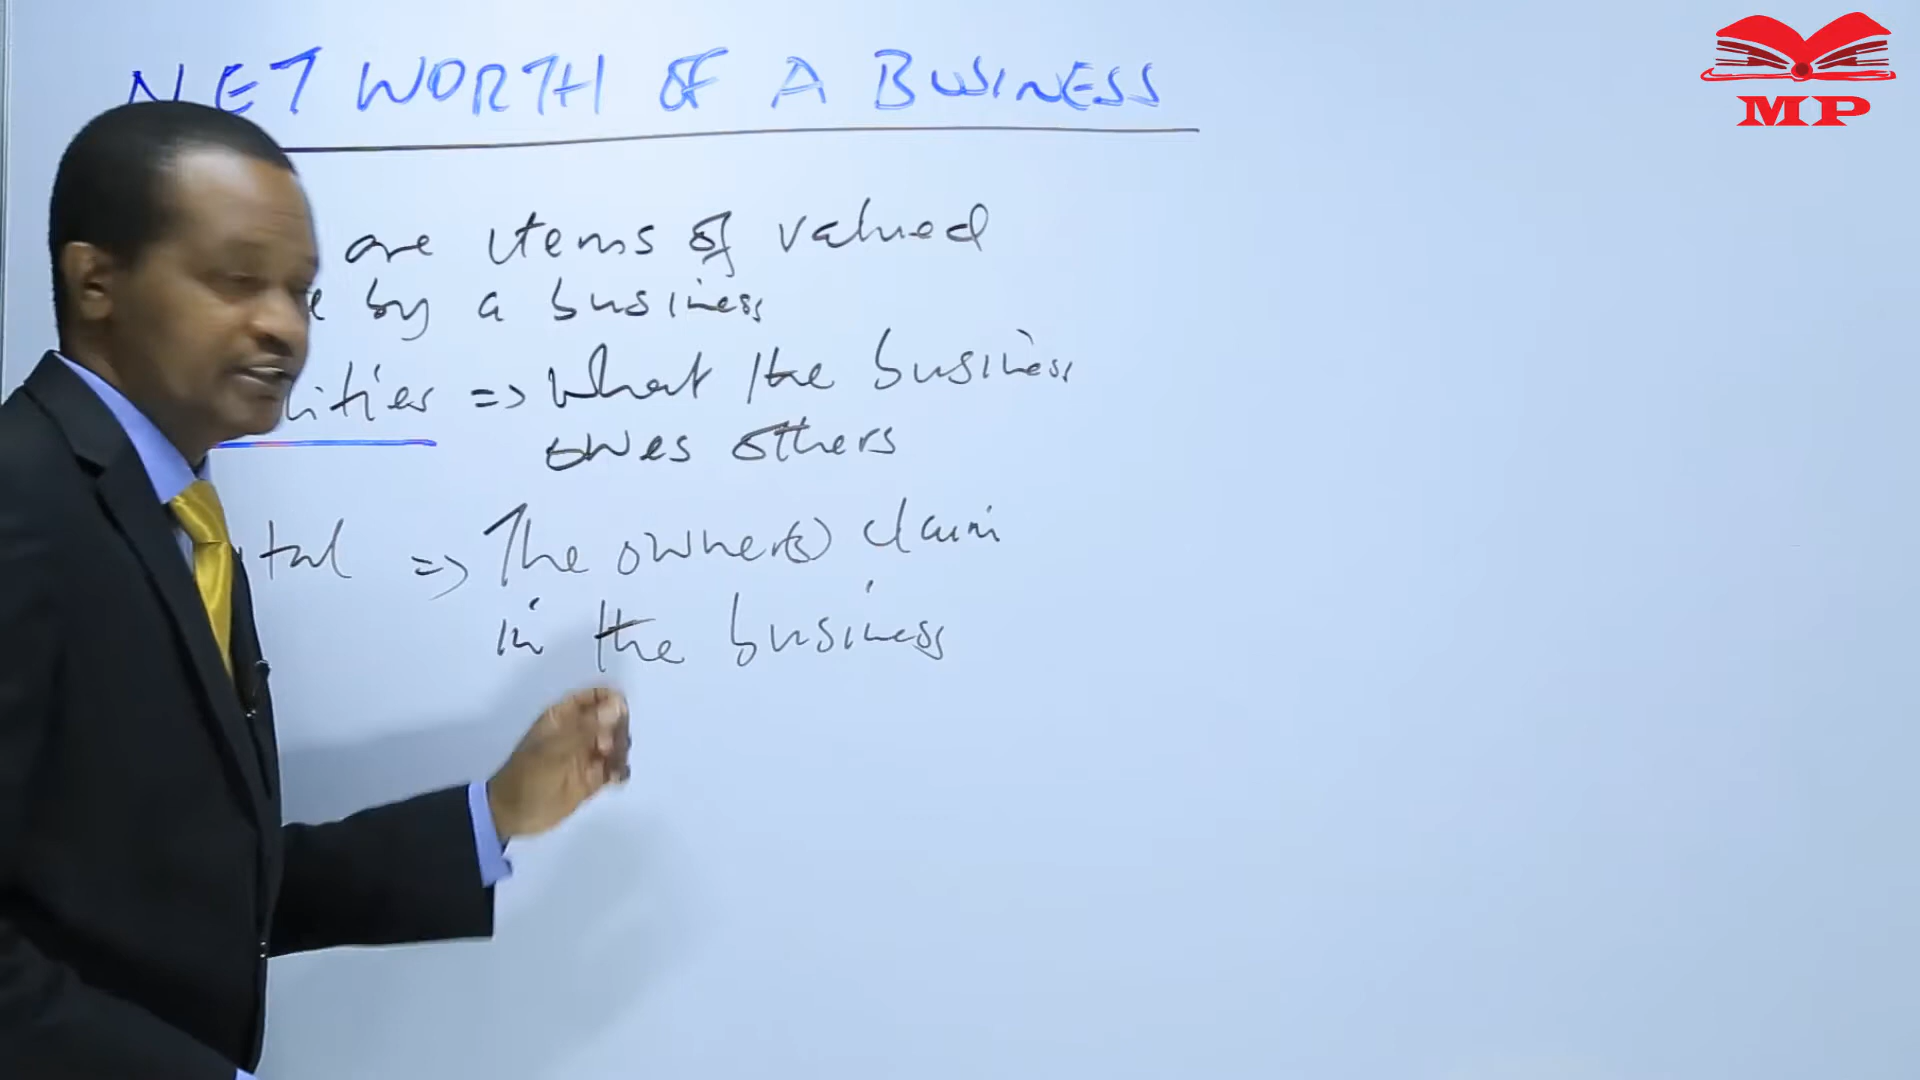 NET WORTH OF A BUSINESS
MP
are items of valued
by a business
lities => what the business
owes others
tal => The owner(s) claim
in the business